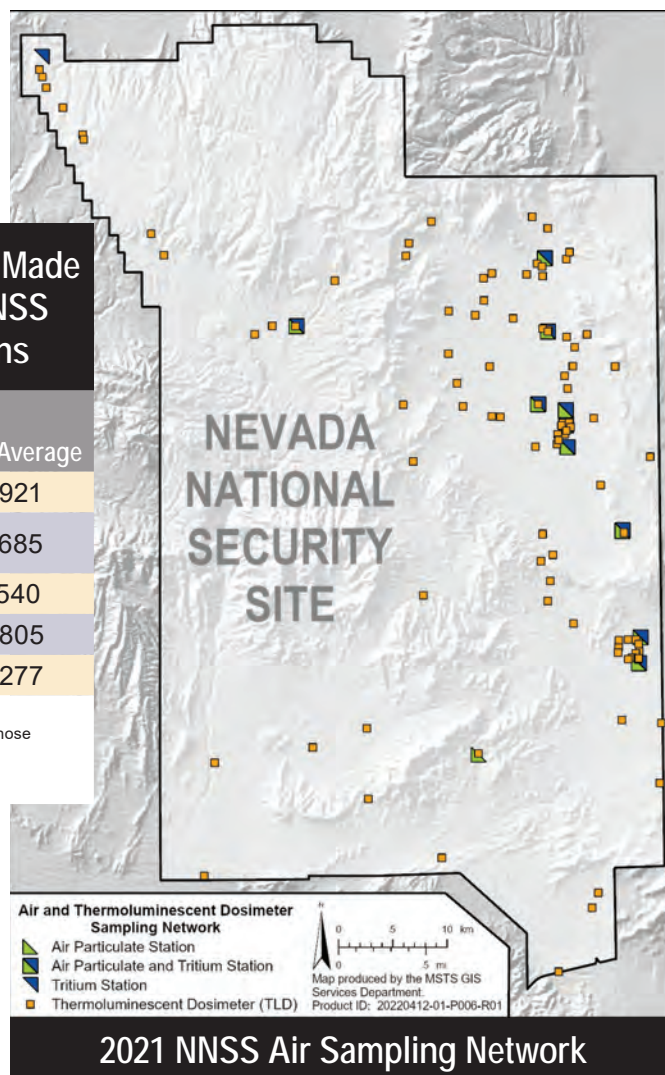 Made
NSS
ns
Average
921
685
540
805
277
hose
NEVADA
NATIONAL
SECURITY
SITE
Air and Thermoluminescent Dosimeter
Sampling Network
Air Particulate Station
Air Particulate and Tritium Station
Tritium Station
Thermoluminescent Dosimeter (TLD)
N
0 5 10 km
0 5 mi
Map produced by the MSTS GIS
Services Department.
Product ID: 20220412-01-P006-R01
2021 NNSS Air Sampling Network